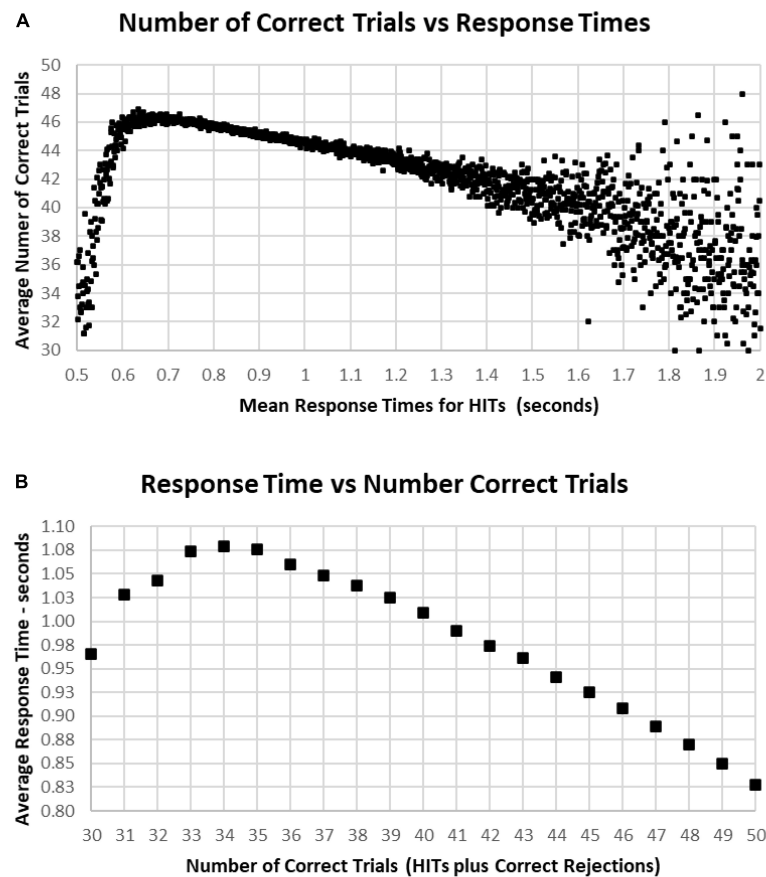 A
Number of Correct Trials vs Response Times
Average Numer of Correct Trials
50
48
46
44
42
40
38
36
34
32
30
0.5 0.6 0.7 0.8 0.9 1 1.1 1.2 1.3 1.4 1.5 1.6 1.7 1.8 1.9 2
Mean Response Times for HITs (seconds)
B
Response Time vs Number Correct Trials
Average Response Time - seconds
1.10
1.08
1.05
1.03
1.00
0.98
0.95
0.93
0.90
0.88
0.85
0.83
0.80
30 31 32 33 34 35 36 37 38 39 40 41 42 43 44 45 46 47 48 49 50
Number of Correct Trials (HITs plus Correct Rejections)